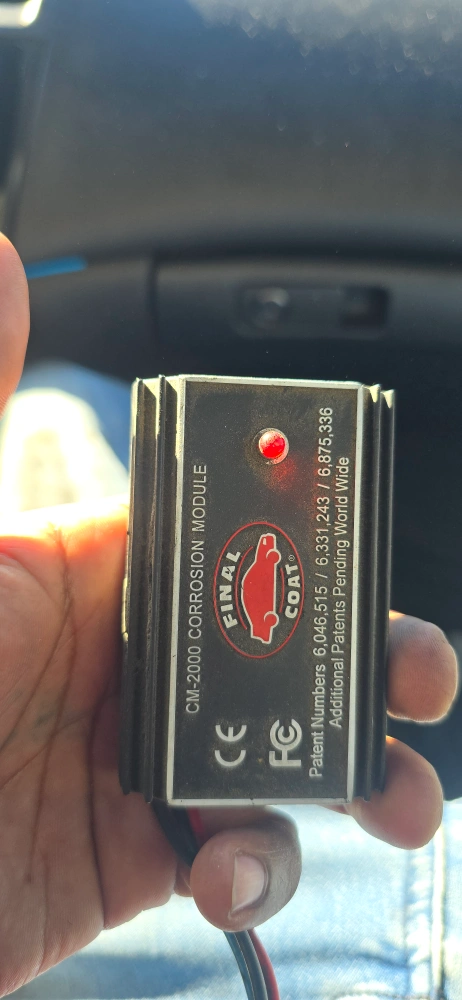 CM-2000 CORROSION MODULE
FINAL
COAT®
CE
FC
Patent Numbers 6,046,515 / 6,331,243 / 6,875,336
Additional Patents Pending World Wide